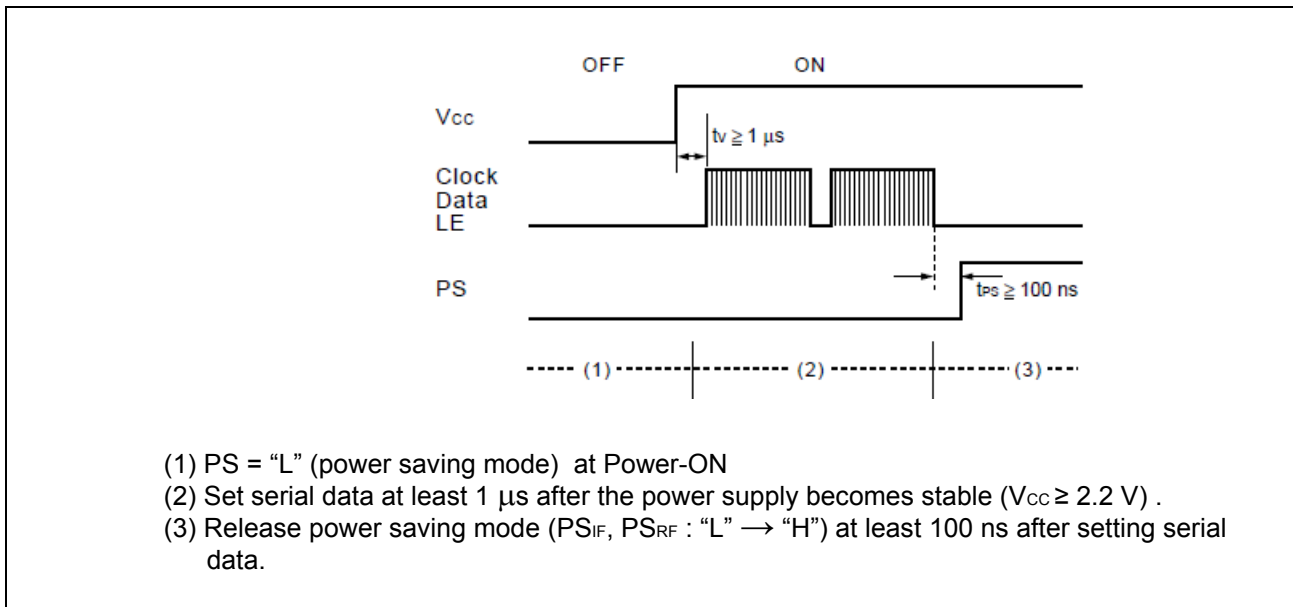 OFF ON
Vcc
tv ≧ 1 μs
Clock
Data
LE
PS
tPS ≧ 100 ns
(1) (2) (3)
(1) PS = “L” (power saving mode) at Power-ON
(2) Set serial data at least 1 μs after the power supply becomes stable (VCC ≥ 2.2 V) .
(3) Release power saving mode (PSIF, PSRF : “L” → “H”) at least 100 ns after setting serial
data.